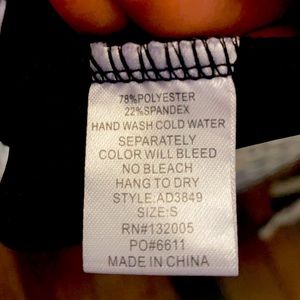 78%POLYESTER
22%SPANDEX
HAND WASH COLD WATER
SEPARATELY
COLOR WILL BLEED
NO BLEACH
HANG TO DRY
STYLE:AD3849
SIZE:S
RN#132005
PO#6611
MADE IN CHINA